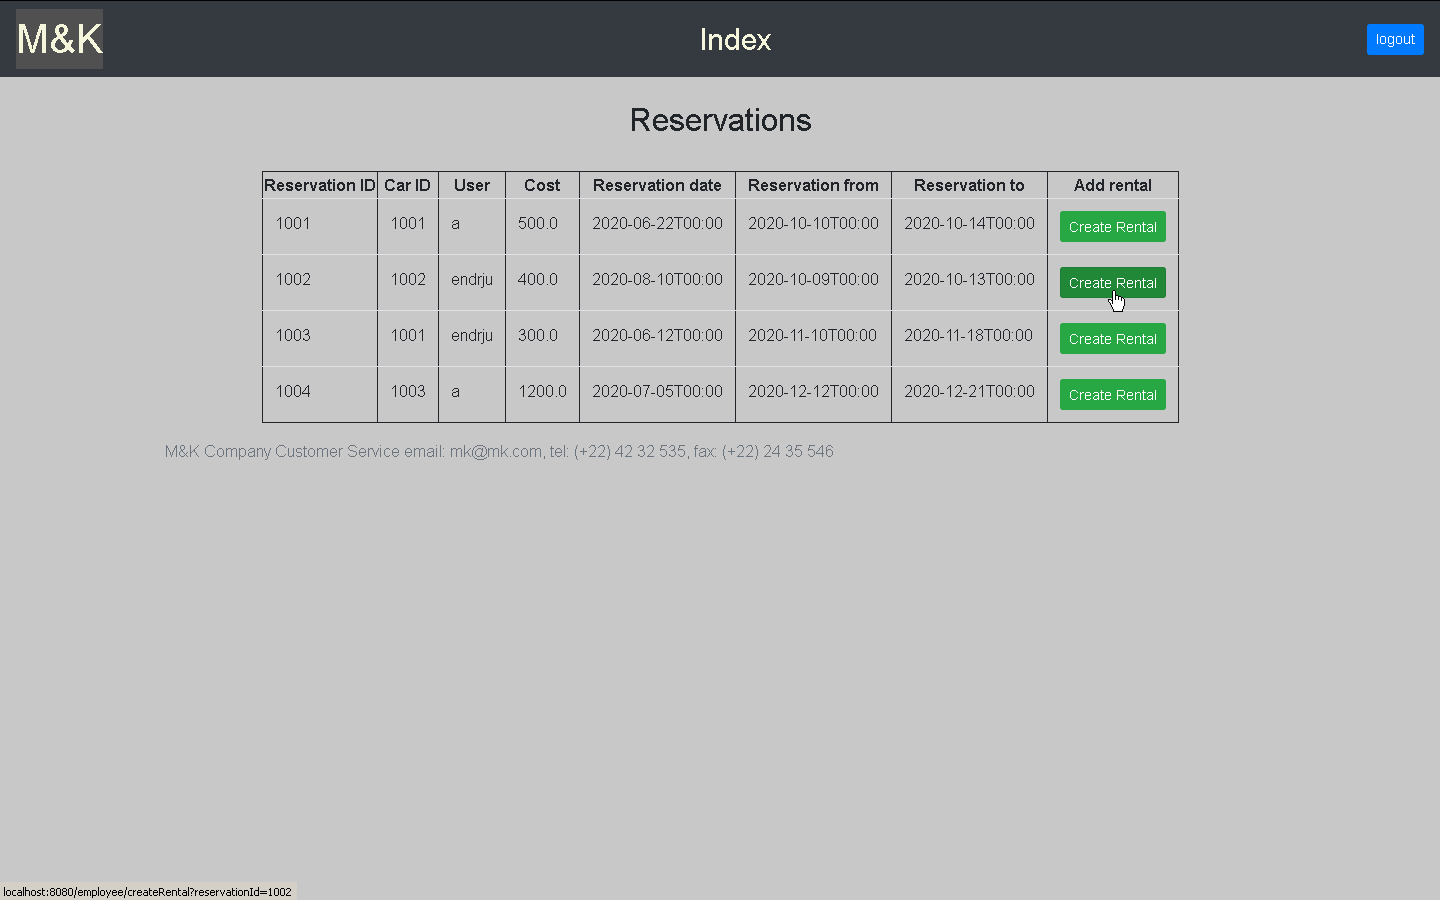 M&K
Index
logout
Reservations
Reservation ID Car ID User Cost Reservation date Reservation from Reservation to Add rental
1001 1001 a 500.0 2020-06-22T00:00 2020-10-10T00:00 2020-10-14T00:00 Create Rental
1002 1002 endrju 400.0 2020-08-10T00:00 2020-10-09T00:00 2020-10-13T00:00 Create Rental
1003 1001 endrju 300.0 2020-06-12T00:00 2020-11-10T00:00 2020-11-18T00:00 Create Rental
1004 1003 a 1200.0 2020-07-05T00:00 2020-12-12T00:00 2020-12-21T00:00 Create Rental
M&K Company Customer Service email: mk@mk.com, tel: (+22) 42 32 535, fax: (+22) 24 35 546
localhost:8080/employee/createRental?reservationId=1002